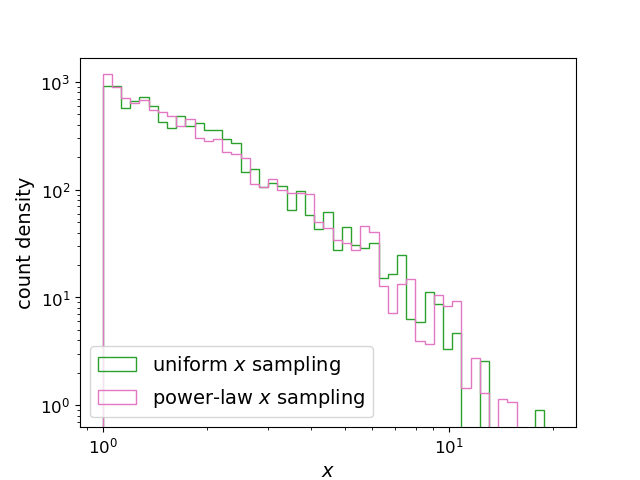 10³
10²
10¹
10⁰
count density
uniform x sampling
power-law x sampling
10⁰ 10¹
x